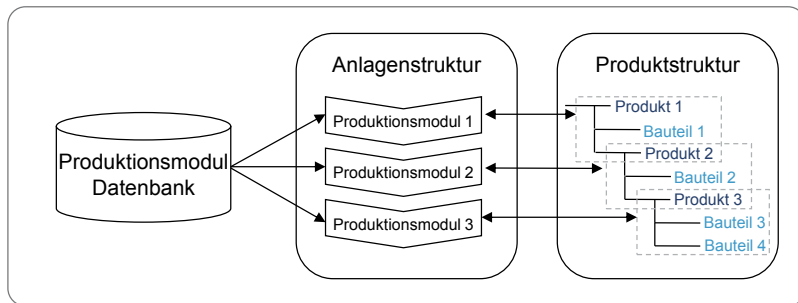 Anlagenstruktur
Produktstruktur
Produktionsmodul
Datenbank
Produktionsmodul 1
Produktionsmodul 2
Produktionsmodul 3
Produkt 1
Bauteil 1
Produkt 2
Bauteil 2
Produkt 3
Bauteil 3
Bauteil 4